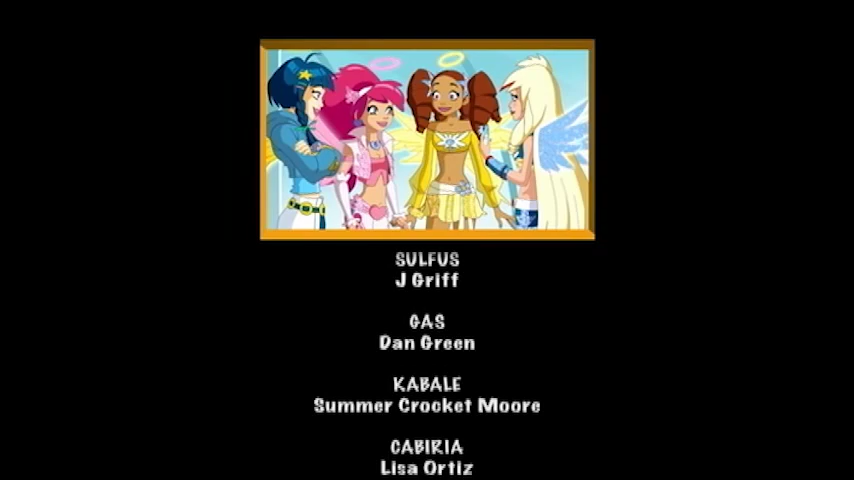 SULFUS
J Griff
GAS
Dan Green
KABALE
Summer Crocket Moore
CABIRIA
Lisa Ortiz